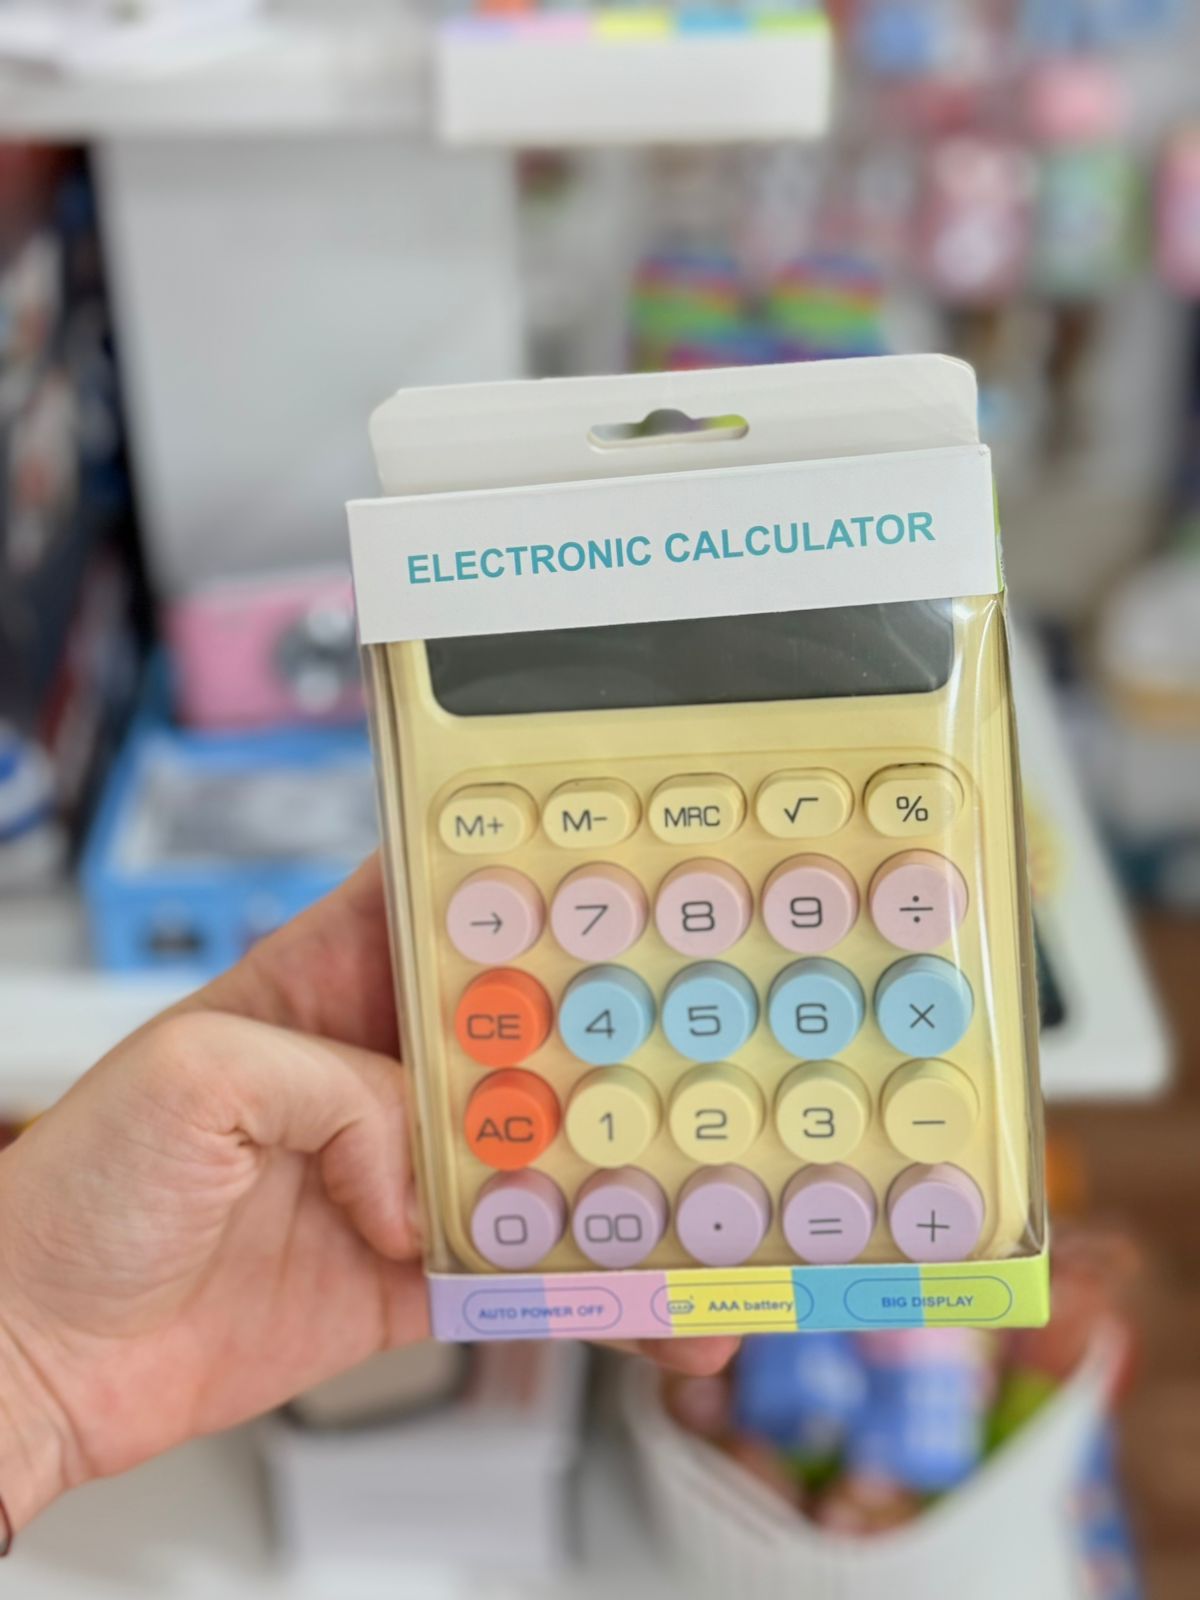 ELECTRONIC CALCULATOR
M+ M− MRC √ %
→ 7 8 9 ÷
CE 4 5 6 ×
AC 1 2 3 −
0 00 · = +
AUTO POWER OFF AAA AAA battery BIG DISPLAY